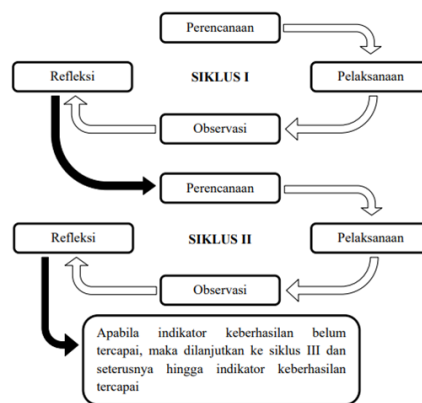 Perencanaan
Refleksi
SIKLUS I
Pelaksanaan
Observasi
Perencanaan
Refleksi
SIKLUS II
Pelaksanaan
Observasi
Apabila indikator keberhasilan belum
tercapai, maka dilanjutkan ke siklus III dan
seterusnya hingga indikator keberhasilan
tercapai